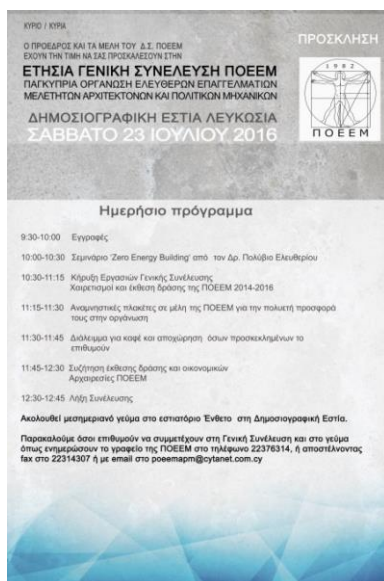 ΚΥΡΙΟ / ΚΥΡΙΑ
ΠΡΟΣΚΛΗΣΗ
Ο ΠΡΟΕΔΡΟΣ ΚΑΙ ΤΑ ΜΕΛΗ ΤΟΥ Δ.Σ. ΠΟΕΕΜ
ΕΧΟΥΝ ΤΗΝ ΤΙΜΗ ΝΑ ΣΑΣ ΠΡΟΣΚΑΛΕΣΟΥΝ ΣΤΗΝ
ΕΤΗΣΙΑ ΓΕΝΙΚΗ ΣΥΝΕΛΕΥΣΗ ΠΟΕΕΜ
ΠΑΓΚΥΠΡΙΑ ΟΡΓΑΝΩΣΗ ΕΛΕΥΘΕΡΩΝ ΕΠΑΓΓΕΛΜΑΤΙΩΝ
ΜΕΛΕΤΗΤΩΝ ΑΡΧΙΤΕΚΤΟΝΩΝ ΚΑΙ ΠΟΛΙΤΙΚΩΝ ΜΗΧΑΝΙΚΩΝ
ΔΗΜΟΣΙΟΓΡΑΦΙΚΗ ΕΣΤΙΑ ΛΕΥΚΩΣΙΑ
ΣΑΒΒΑΤΟ 23 ΙΟΥΛΙΟΥ 2016
1982
ΠΟΕΕΜ
Ημερήσιο πρόγραμμα
9:30-10:00 Εγγραφές
10:00-10:30 Σεμινάριο 'Zero Energy Building' από τον Δρ. Πολύβιο Ελευθερίου
10:30-11:15 Κήρυξη Εργασιών Γενικής Συνέλευσης
Χαιρετισμοί και έκθεση δράσης της ΠΟΕΕΜ 2014-2016
11:15-11:30 Αναμνηστικές πλακέτες σε μέλη της ΠΟΕΕΜ για την πολυετή προσφορά
τους στην οργάνωση
11:30-11:45 Διάλειμμα για καφέ και αποχώρηση όσων προσκεκλημένων το
επιθυμούν
11:45-12:30 Συζήτηση έκθεσης δράσης και οικονομικών
Αρχαιρεσίες ΠΟΕΕΜ
12:30-12:45 Λήξη Συνέλευσης
Ακολουθεί μεσημεριανό γεύμα στο εστιατόριο Ένθετο στη Δημοσιογραφική Εστία.
Παρακαλούμε όσοι επιθυμούν να συμμετέχουν στη Γενική Συνέλευση και στο γεύμα
όπως ενημερώσουν το γραφείο της ΠΟΕΕΜ στο τηλέφωνο 22376314, ή αποστέλνοντας
fax στο 22314307 ή με email στο poeemapm@cytanet.com.cy